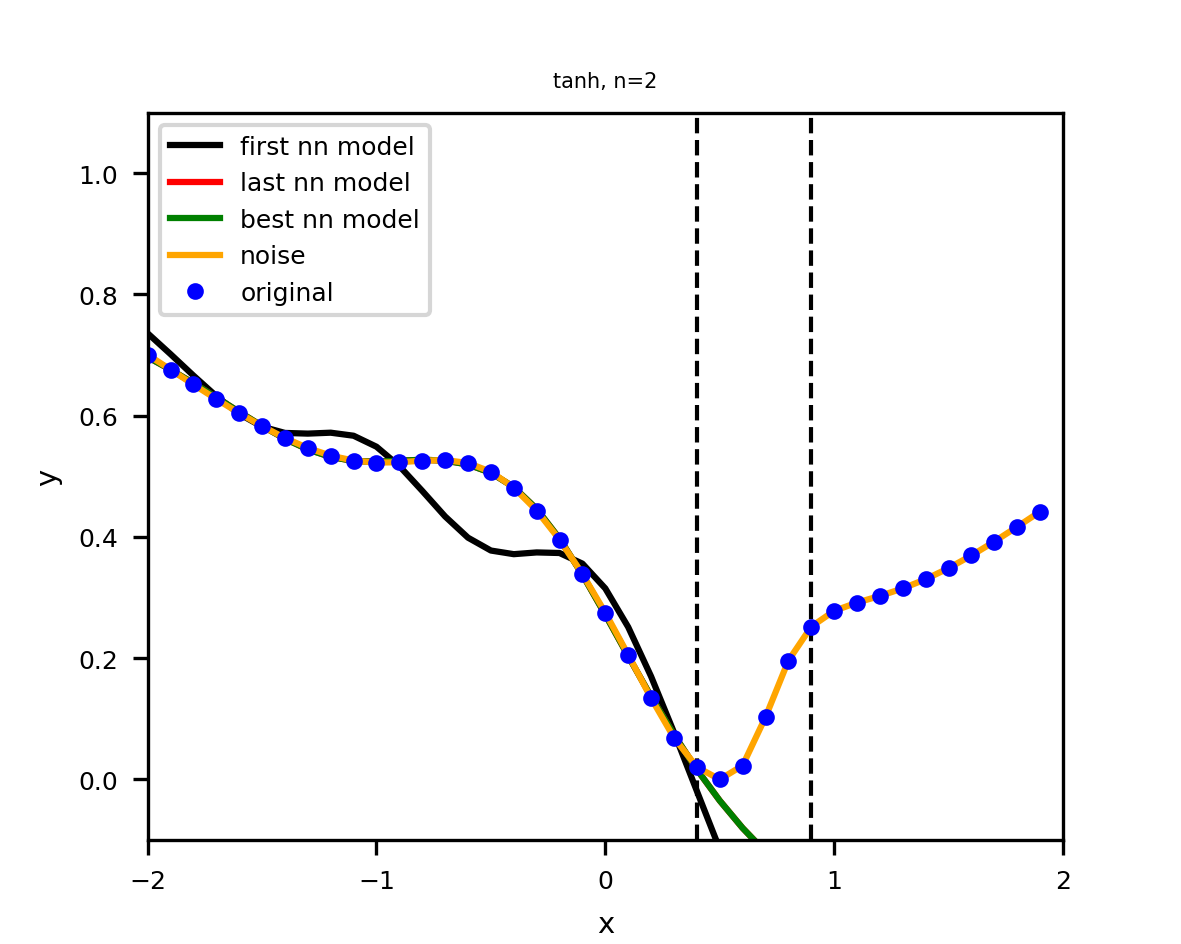 tanh, n=2
first nn model
last nn model
best nn model
noise
original
1.0
0.8
0.6
0.4
0.2
0.0
y
−2
−1
0
1
2
x